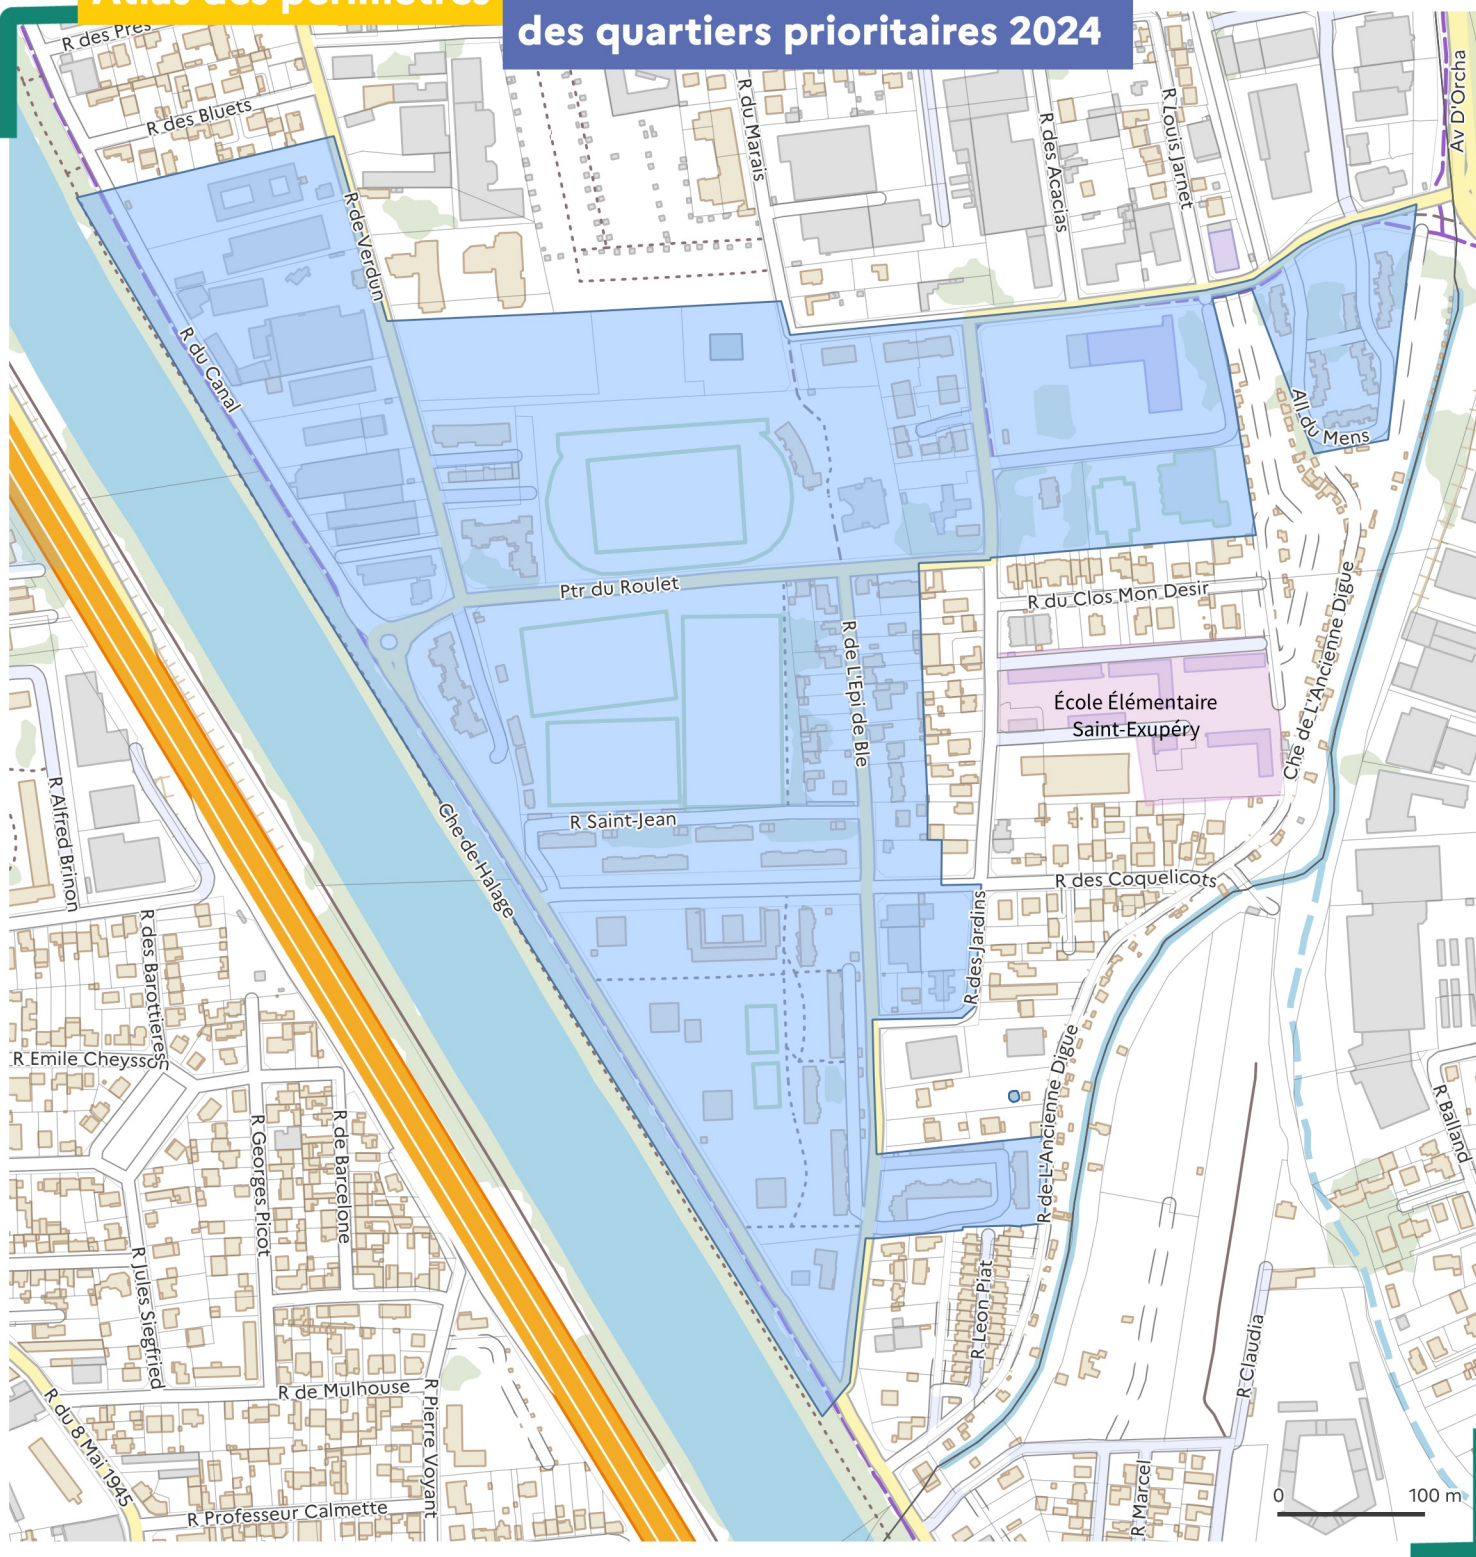 Atlas des périmètres
des quartiers prioritaires 2024
R des Prés
R des Bluets
R de Verdun
R du Marais
R des Acacias
R Louis Jarnet
Av D'Orcha
R du Canal
All du Mens
Ptr du Roulet
R de L'Epi de Ble
R du Clos Mon Desir
École Élémentaire
Saint-Exupéry
Che de L'Ancienne Digue
R Saint-Jean
Che de Halage
R des Coquelicots
R des Jardins
R Alfred Brinon
R des Barottieres
R Emile Cheysson
R Georges Picot
R de Barcelone
R de L'Ancienne Digue
R Balland
R Jules Siegfried
R Leon Piat
R Claudia
R de Mulhouse
R du 8 Mai 1945
R Pierre Voyant
R Professeur Calmette
R Marcel
0 100 m